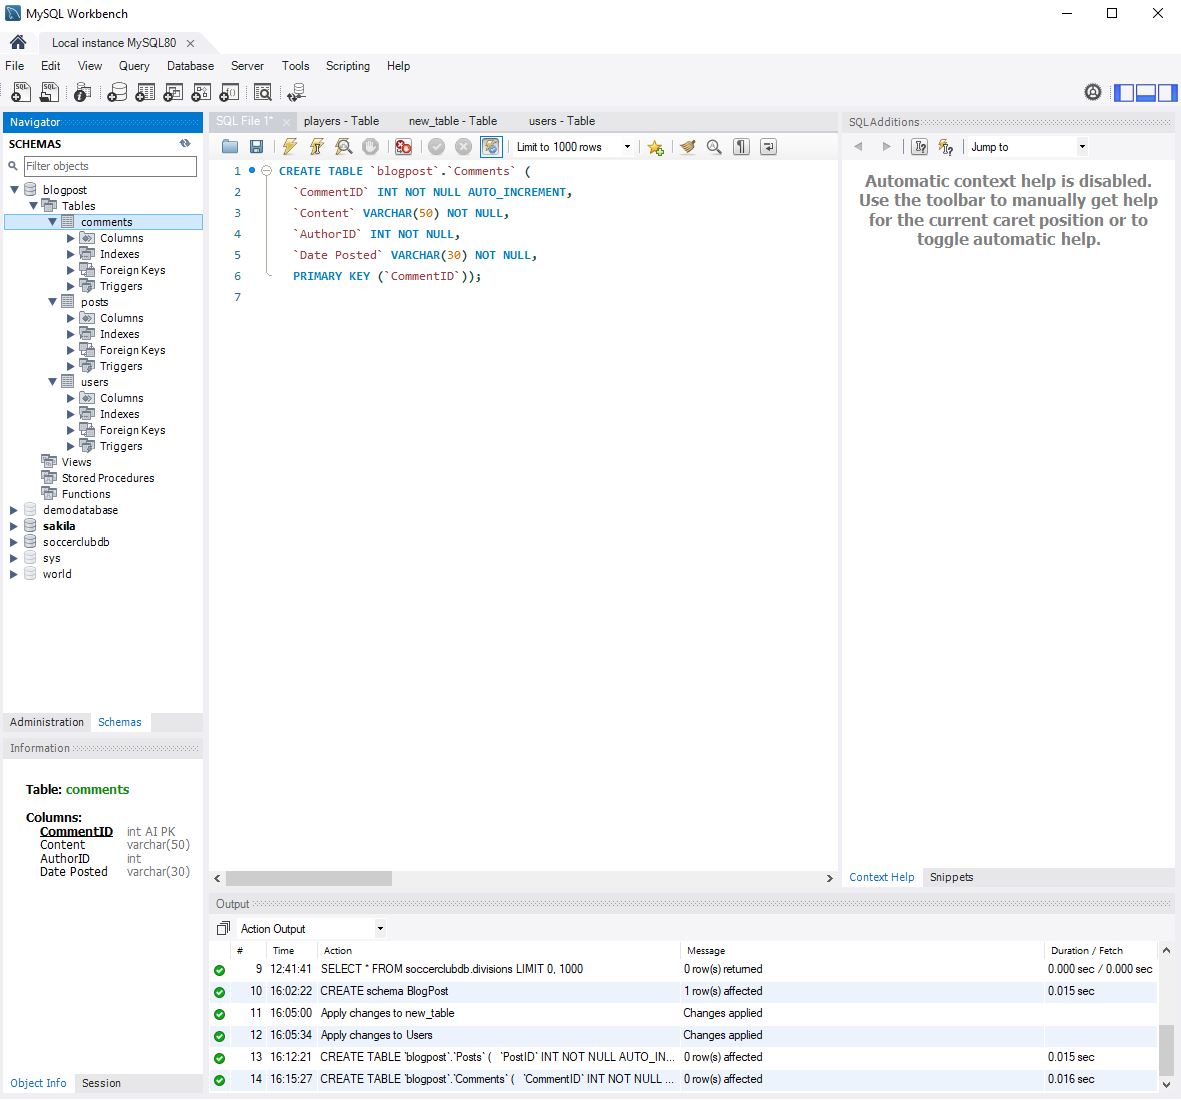 MySQL Workbench
Local instance MySQL80
File Edit View Query Database Server Tools Scripting Help
Navigator
SCHEMAS
Filter objects
blogpost
Tables
comments
Columns
Indexes
Foreign Keys
Triggers
posts
Columns
Indexes
Foreign Keys
Triggers
users
Columns
Indexes
Foreign Keys
Triggers
Views
Stored Procedures
Functions
demodatabase
sakila
soccerclubdb
sys
world
Administration Schemas
Information
Table: comments
Columns:
CommentID int AI PK
Content varchar(50)
AuthorID int
Date Posted varchar(30)
Object Info Session
SQL File 1* players - Table new_table - Table users - Table
Limit to 1000 rows
1 CREATE TABLE `blogpost`.`Comments` (
2 `CommentID` INT NOT NULL AUTO_INCREMENT,
3 `Content` VARCHAR(50) NOT NULL,
4 `AuthorID` INT NOT NULL,
5 `Date Posted` VARCHAR(30) NOT NULL,
6 PRIMARY KEY (`CommentID`));
7
SQLAdditions
Jump to
Automatic context help is disabled.
Use the toolbar to manually get help
for the current caret position or to
toggle automatic help.
Context Help Snippets
Output
Action Output
# Time Action Message Duration / Fetch
9 12:41:41 SELECT * FROM soccerclubdb.divisions LIMIT 0, 1000 0 row(s) returned 0.000 sec / 0.000 sec
10 16:02:22 CREATE schema BlogPost 1 row(s) affected 0.015 sec
11 16:05:00 Apply changes to new_table Changes applied
12 16:05:34 Apply changes to Users Changes applied
13 16:12:21 CREATE TABLE `blogpost`.`Posts` ( `PostID` INT NOT NULL AUTO_IN... 0 row(s) affected 0.015 sec
14 16:15:27 CREATE TABLE `blogpost`.`Comments` ( `CommentID` INT NOT NULL ... 0 row(s) affected 0.016 sec